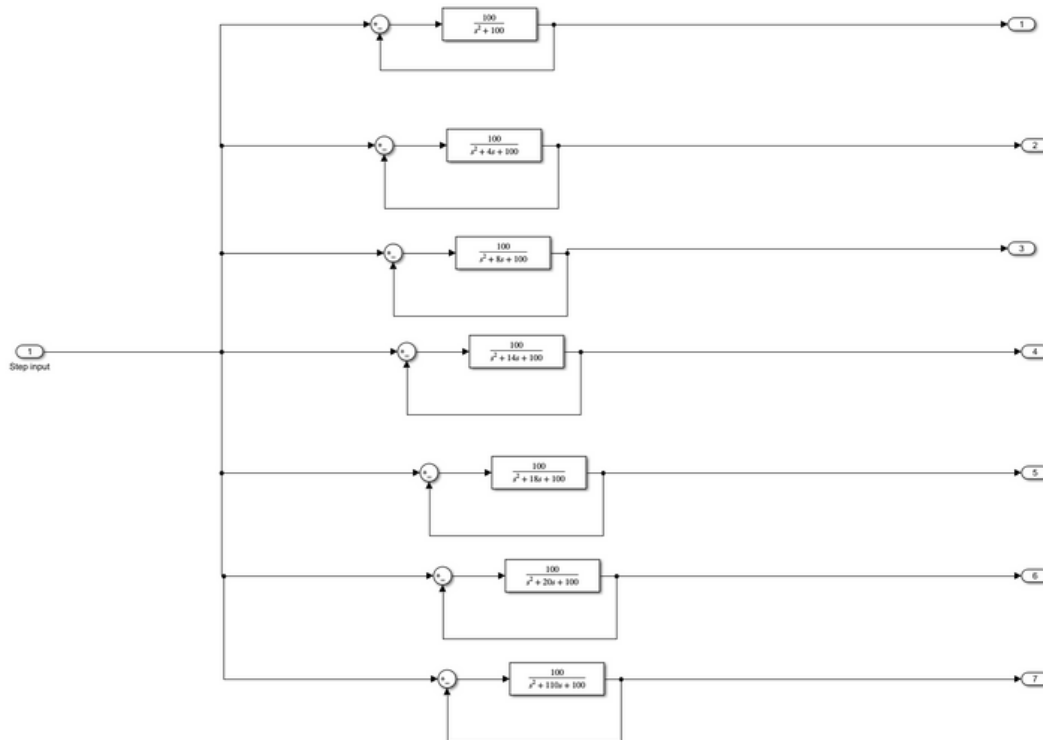 100
s² + 100
1
100
s² + 4s + 100
2
100
s² + 8s + 100
3
1
Step input
100
s² + 14s + 100
4
100
s² + 18s + 100
5
100
s² + 20s + 100
6
100
s² + 110s + 100
7